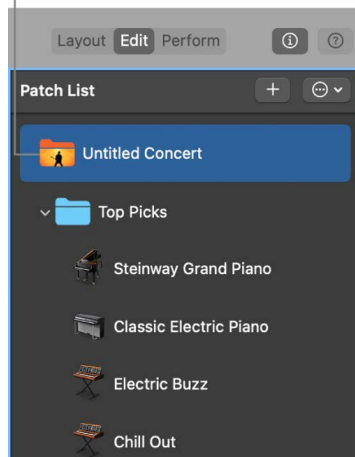 Layout Edit Perform
Patch List
Untitled Concert
Top Picks
Steinway Grand Piano
Classic Electric Piano
Electric Buzz
Chill Out